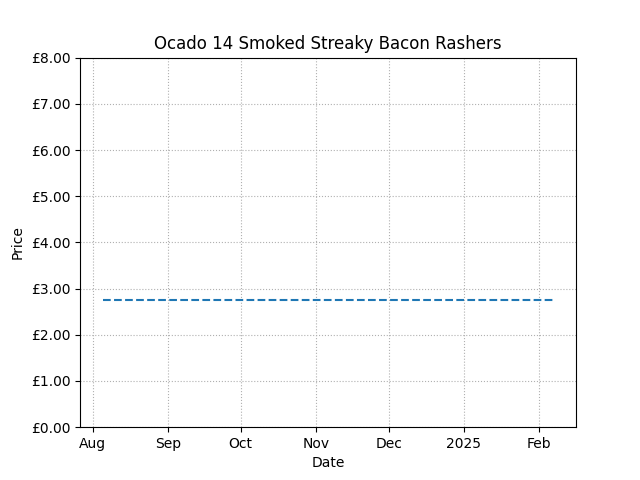 Ocado 14 Smoked Streaky Bacon Rashers
£8.00
£7.00
£6.00
£5.00
£4.00
£3.00
£2.00
£1.00
£0.00
Price
Aug Sep Oct Nov Dec 2025 Feb
Date